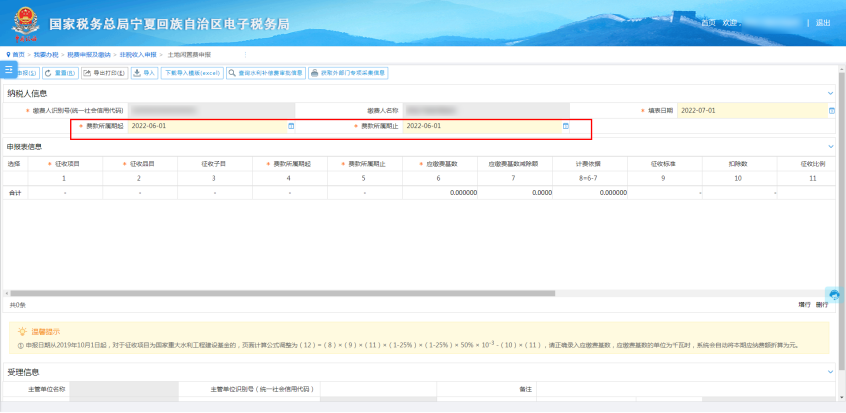 国家税务总局宁夏回族自治区电子税务局
首页 欢迎, | 退出
首页 > 我要办税 > 税费申报及缴纳 > 非税收入申报 > 土地闲置费申报
申报(S) 重置(R) 导出打印(E) 导入 下载导入模板(excel) 查询水利补偿费审批信息 获取外部门专项采集信息
纳税人信息
* 缴费人识别号(统一社会信用代码) 缴费人名称 * 填表日期 2022-07-01
* 费款所属期起 2022-06-01 * 费款所属期止 2022-06-01
申报表信息
选择 * 征收项目 * 征收品目 征收子目 * 费款所属期起 * 费款所属期止 * 应缴费基数 应缴费基数减除额 计费依据 征收标准 扣除数 征收比例
1 2 3 4 5 6 7 8=6-7 9 10 11
合计 - - - - - 0.000000 0.0000 0.000000 - -
共0条 增行 删行
温馨提示
① 申报日期从2019年10月1日起，对于征收项目为国家重大水利工程建设基金的，页面计算公式调整为 ( 12 ) = ( 8 ) × ( 9 ) × ( 11 ) × (1-25%) × (1-25%) × 50% × 10⁻³ - ( 10 ) × ( 11 ) ，请正确录入应缴费基数，应缴费基数的单位为千瓦时，系统会自动将本期应纳费额折算为元。
受理信息
主管单位名称 主管单位识别号 ( 统一社会信用代码 ) 备注